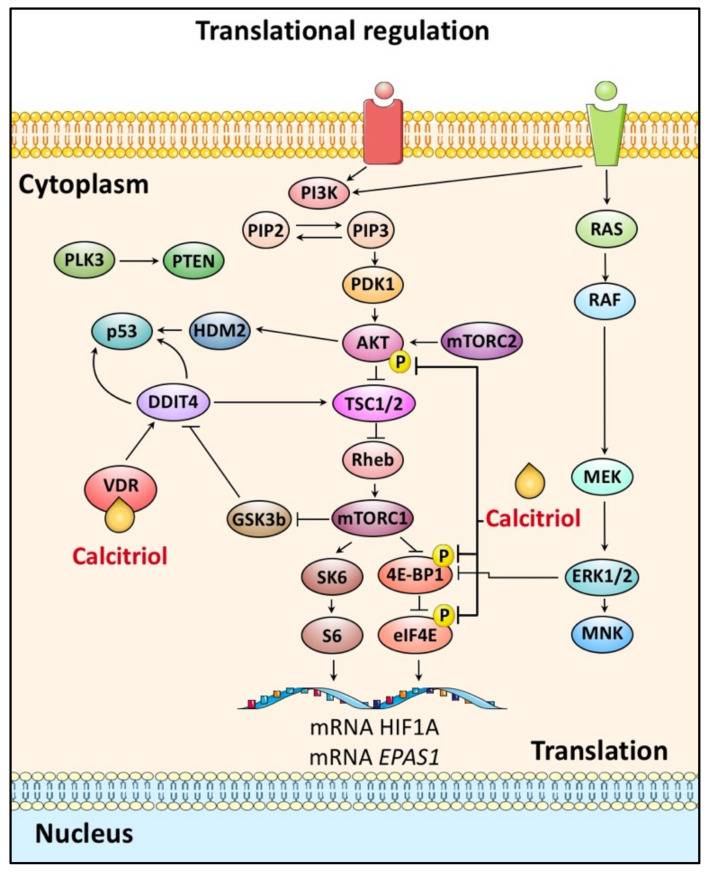 Translational regulation
Cytoplasm
PI3K
PIP2
PIP3
RAS
PLK3
PTEN
PDK1
RAF
p53
HDM2
AKT
mTORC2
P
DDIT4
TSC1/2
Rheb
VDR
MEK
Calcitriol
GSK3b
mTORC1
Calcitriol
P
SK6
4E-BP1
ERK1/2
P
S6
eIF4E
MNK
mRNA HIF1A
mRNA EPAS1
Translation
Nucleus